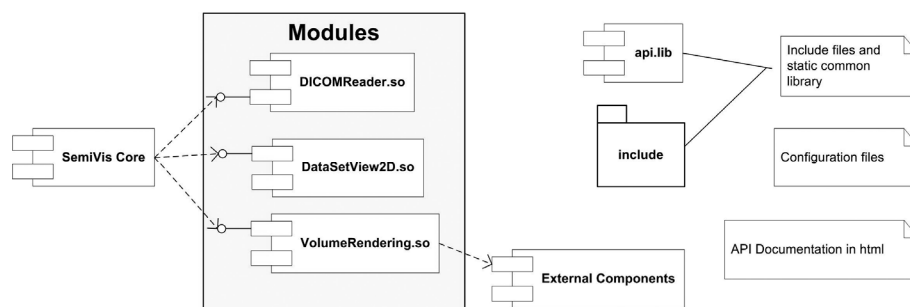 Modules
DICOMReader.so
SemiVis Core
DataSetView2D.so
VolumeRendering.so
External Components
api.lib
include
Include files and
static common
library
Configuration files
API Documentation in html